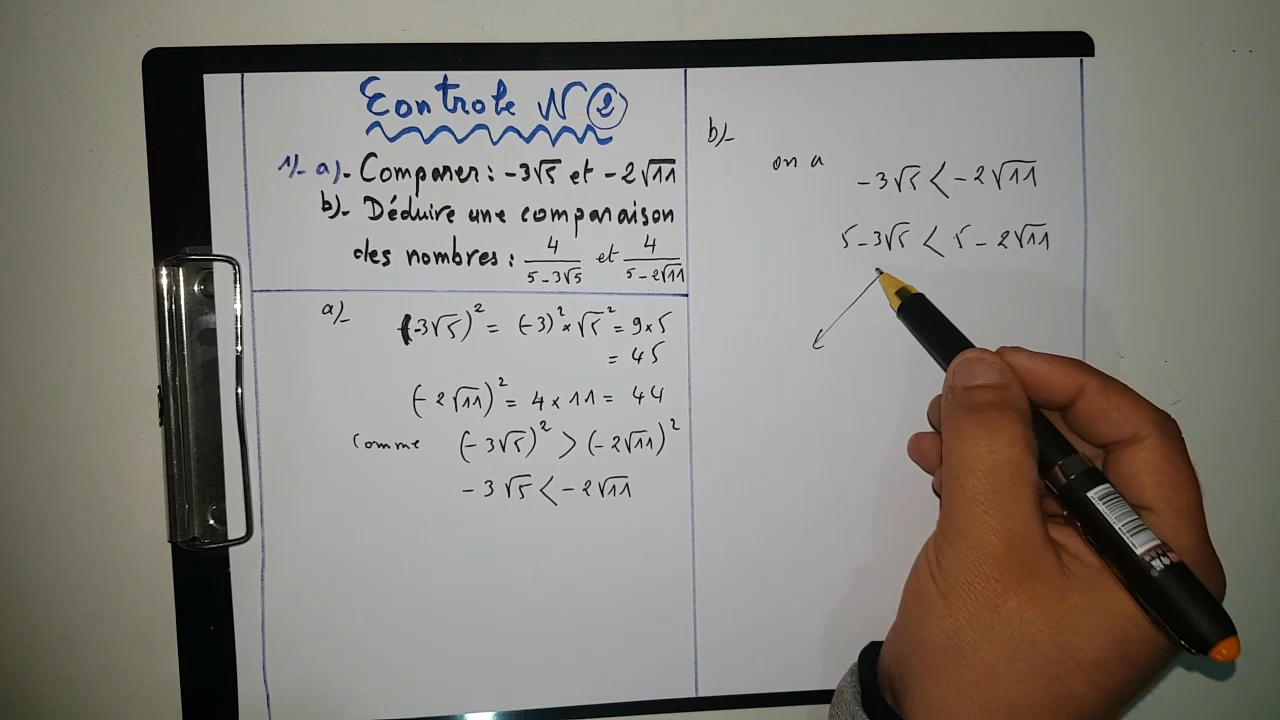 Controle N②
1)- a)- Comparer : -3√5 et -2√11
b)- Déduire une comparaison
des nombres : 4/(5-3√5) et 4/(5-2√11)
a)- (-3√5)² = (-3)² × √5² = 9×5
= 45
(-2√11)² = 4 × 11 = 44
Comme (-3√5)² > (-2√11)²
-3√5 < -2√11
b)-
on a -3√5 < -2√11
5-3√5 < 5-2√11